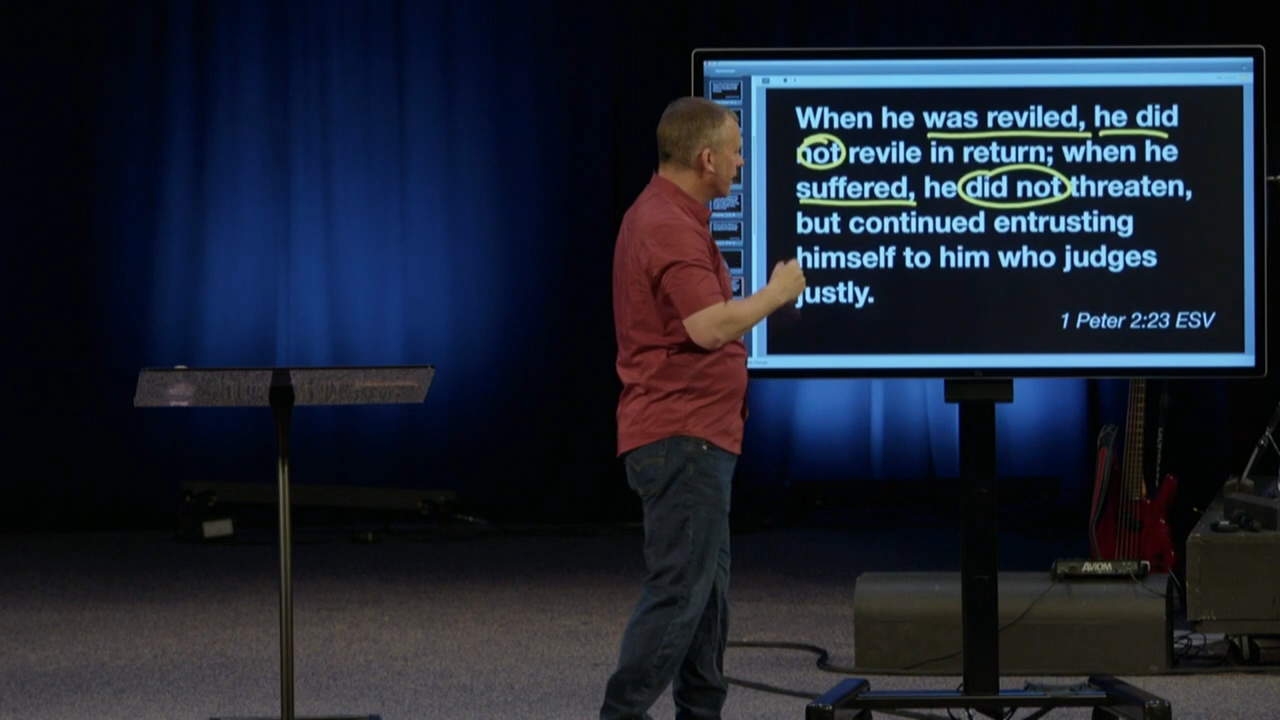 When he was reviled, he did
not revile in return; when he
suffered, he did not threaten,
but continued entrusting
himself to him who judges
justly.
1 Peter 2:23 ESV
AVIOM